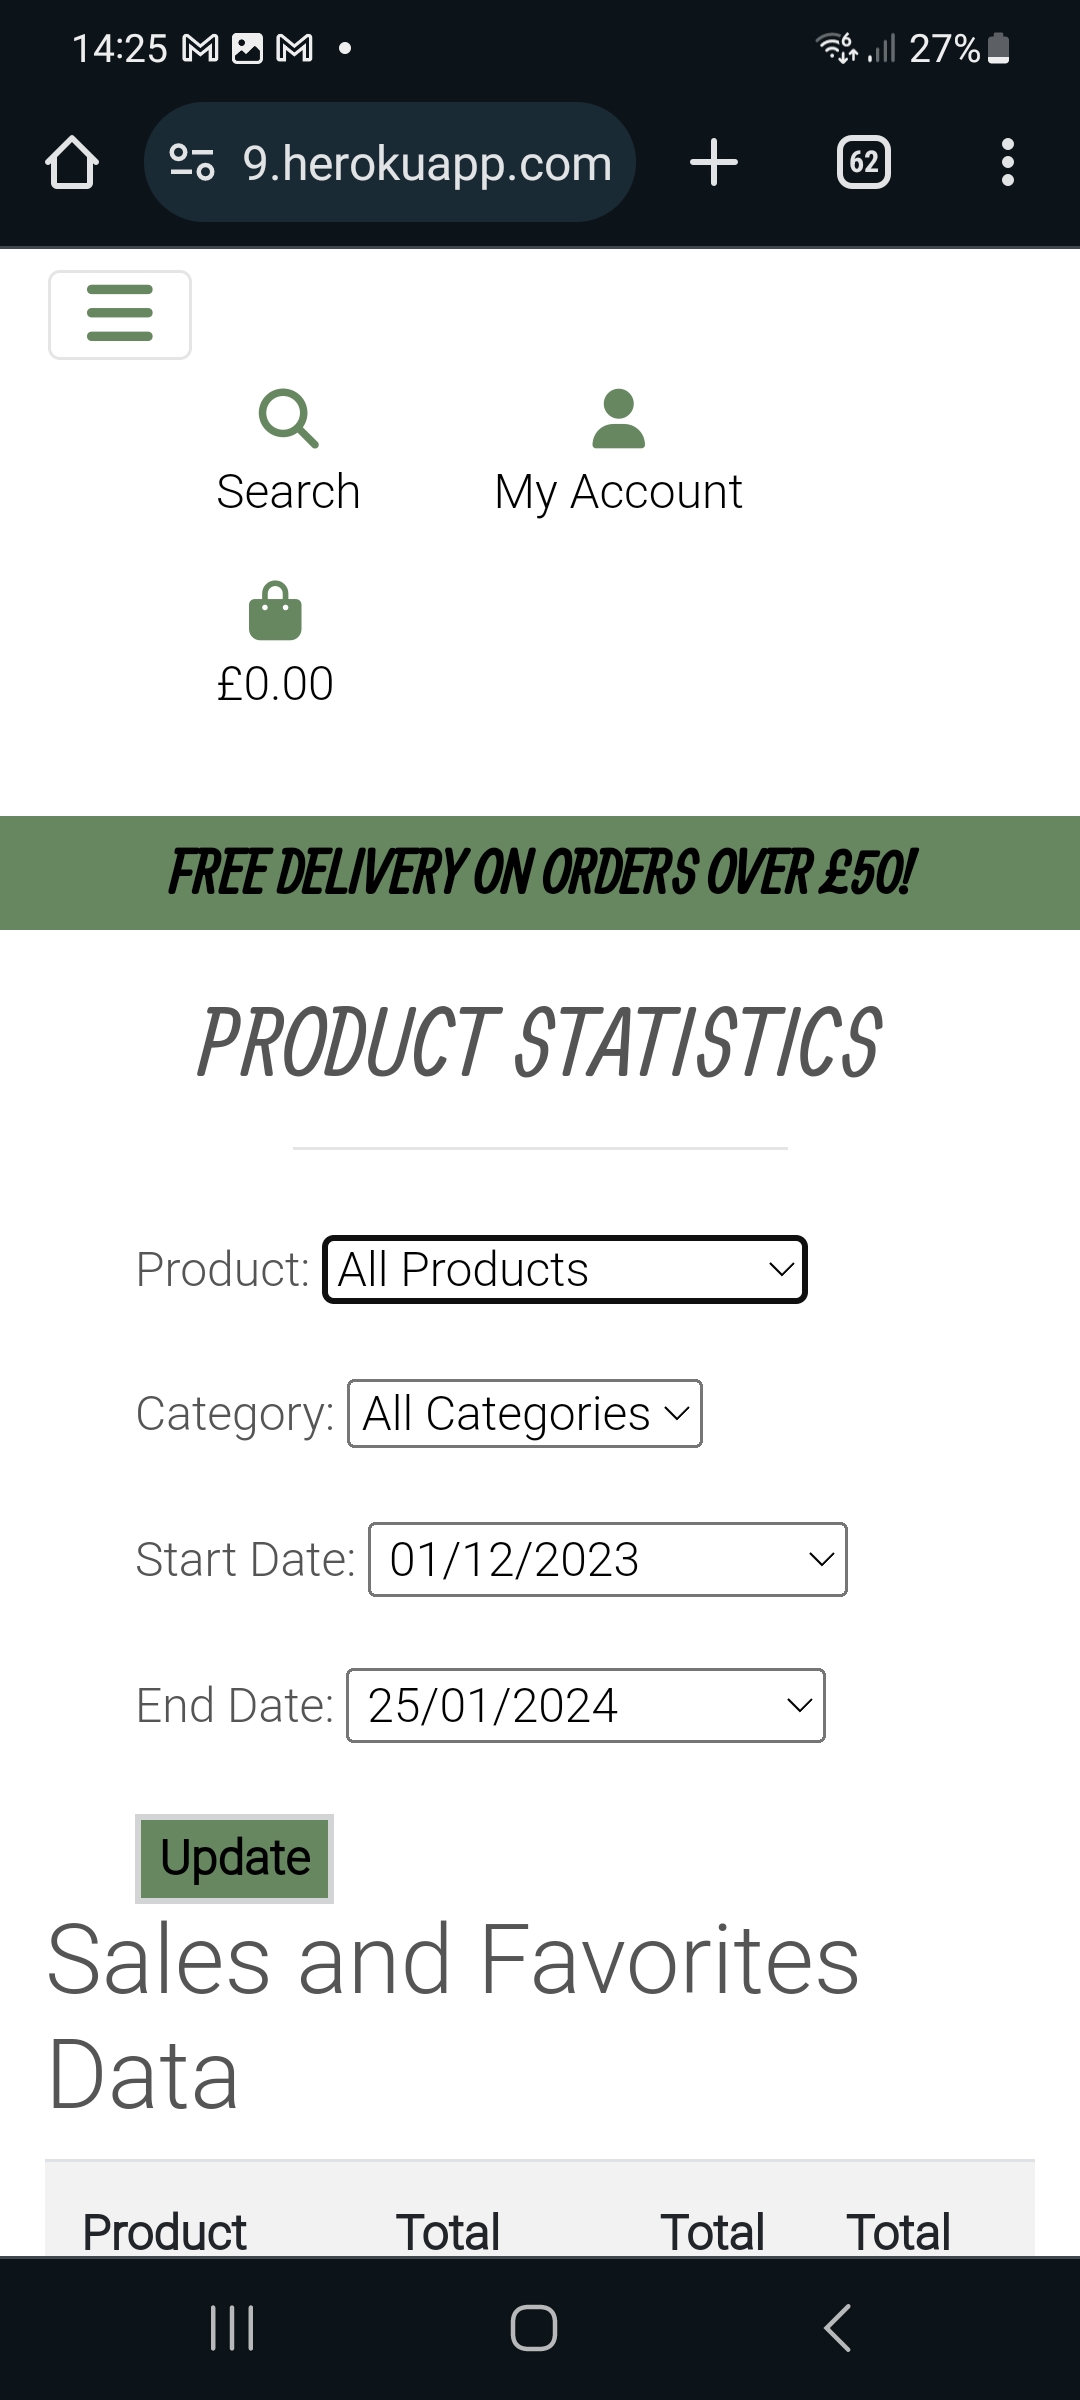 14:25
27%
9.herokuapp.com
62
Search
My Account
£0.00
FREE DELIVERY ON ORDERS OVER £50!
PRODUCT STATISTICS
Product: All Products
Category: All Categories
Start Date: 01/12/2023
End Date: 25/01/2024
Update
Sales and Favorites
Data
Product Total Total Total